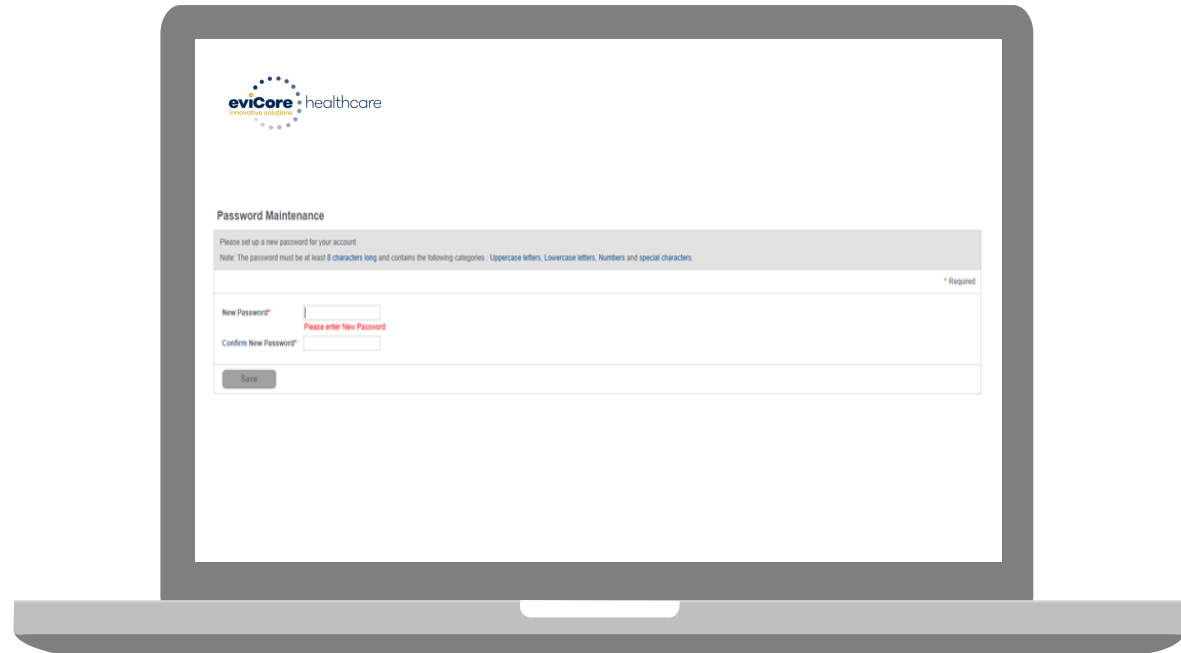 eviCore healthcare
innovative solutions
Password Maintenance
Please set up a new password for your account.
Note: The password must be at least 8 characters long and contains the following categories : Uppercase letters, Lowercase letters, Numbers and special characters.
* Required
New Password*
Please enter New Password
Confirm New Password*
Save